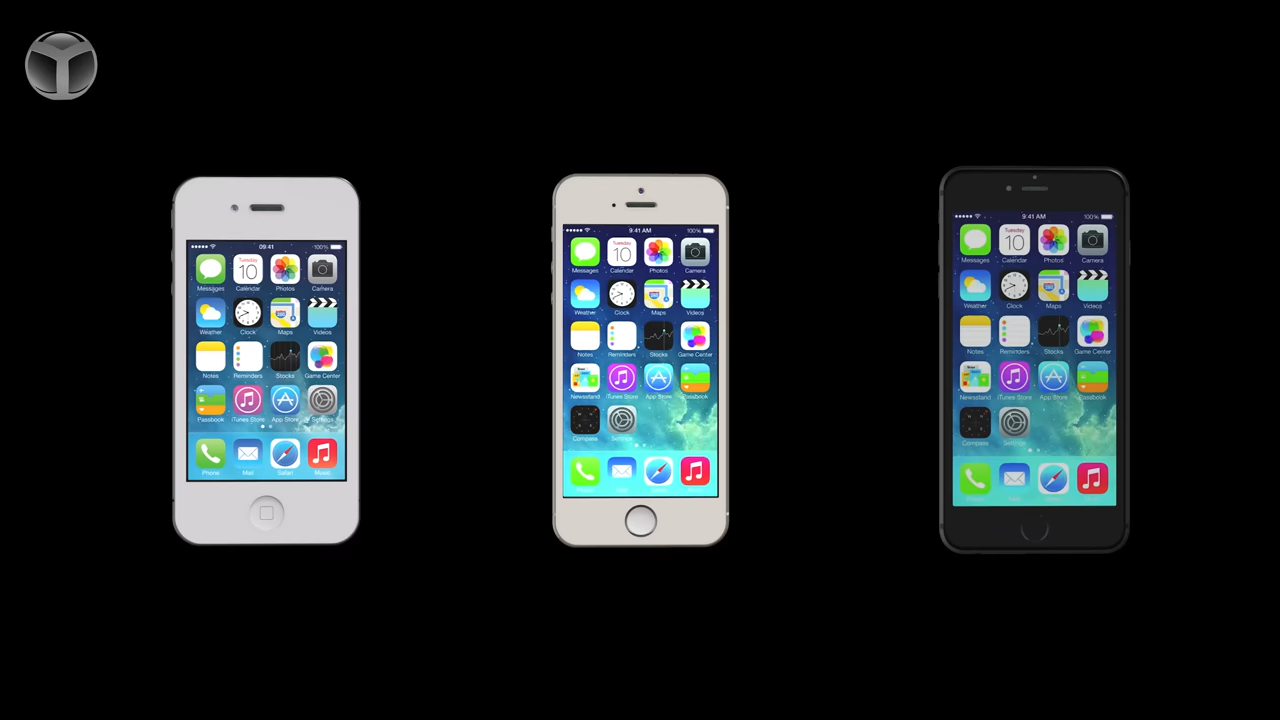 09:41
100%
Tuesday
10
Messages Calendar Photos Camera
Weather Clock Maps Videos
Notes Reminders Stocks Game Center
Passbook iTunes Store App Store Settings
Phone Mail Safari Music
9:41 AM
100%
Tuesday
10
Messages Calendar Photos Camera
Weather Clock Maps Videos
Notes Reminders Stocks Game Center
Newsstand iTunes Store App Store Passbook
Compass Settings
9:41 AM
100%
Tuesday
10
Messages Calendar Photos Camera
Weather Clock Maps Videos
Notes Reminders Stocks Game Center
Newsstand iTunes Store App Store Passbook
Compass Settings